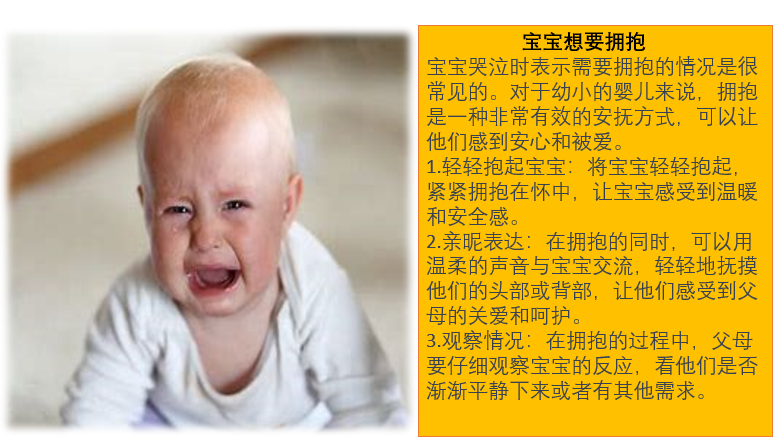 宝宝想要拥抱
宝宝哭泣时表示需要拥抱的情况是很
常见的。对于幼小的婴儿来说，拥抱
是一种非常有效的安抚方式，可以让
他们感到安心和被爱。
1.轻轻抱起宝宝：将宝宝轻轻抱起，
紧紧拥抱在怀中，让宝宝感受到温暖
和安全感。
2.亲昵表达：在拥抱的同时，可以用
温柔的声音与宝宝交流，轻轻地抚摸
他们的头部或背部，让他们感受到父
母的关爱和呵护。
3.观察情况：在拥抱的过程中，父母
要仔细观察宝宝的反应，看他们是否
渐渐平静下来或者有其他需求。